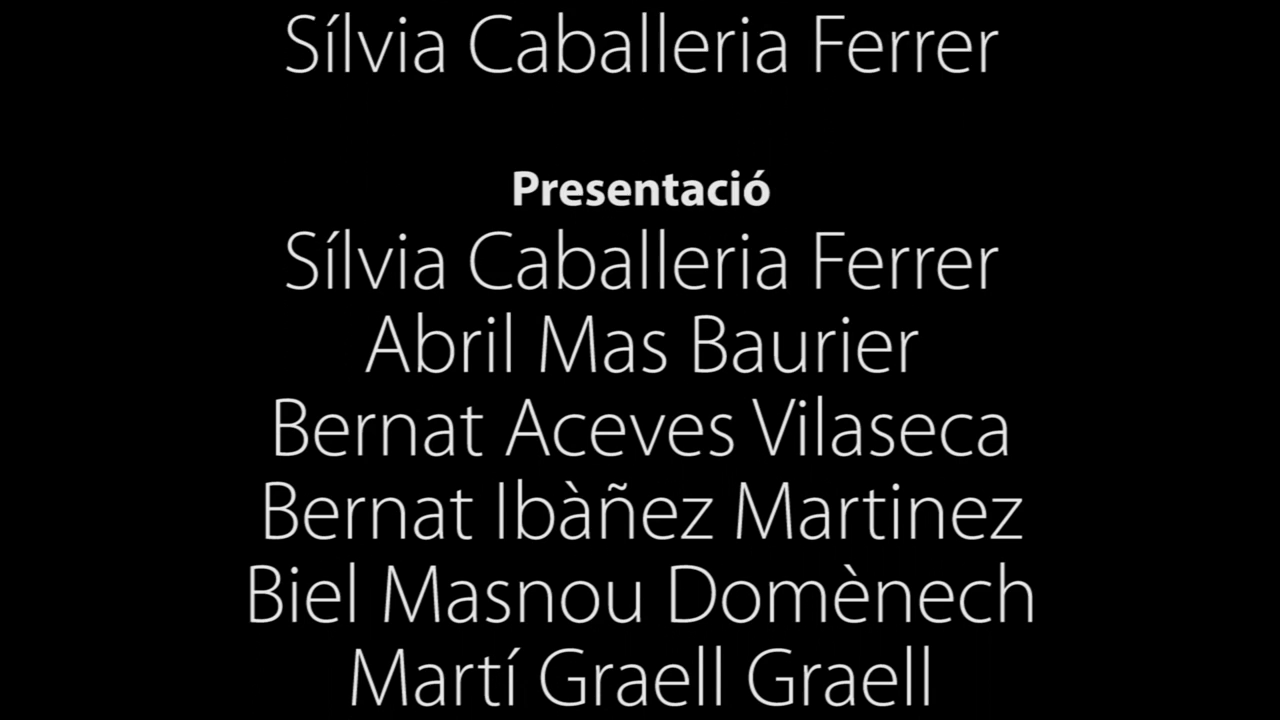 Sílvia Caballeria Ferrer
Presentació
Sílvia Caballeria Ferrer
Abril Mas Baurier
Bernat Aceves Vilaseca
Bernat Ibàñez Martinez
Biel Masnou Domènech
Martí Graell Graell